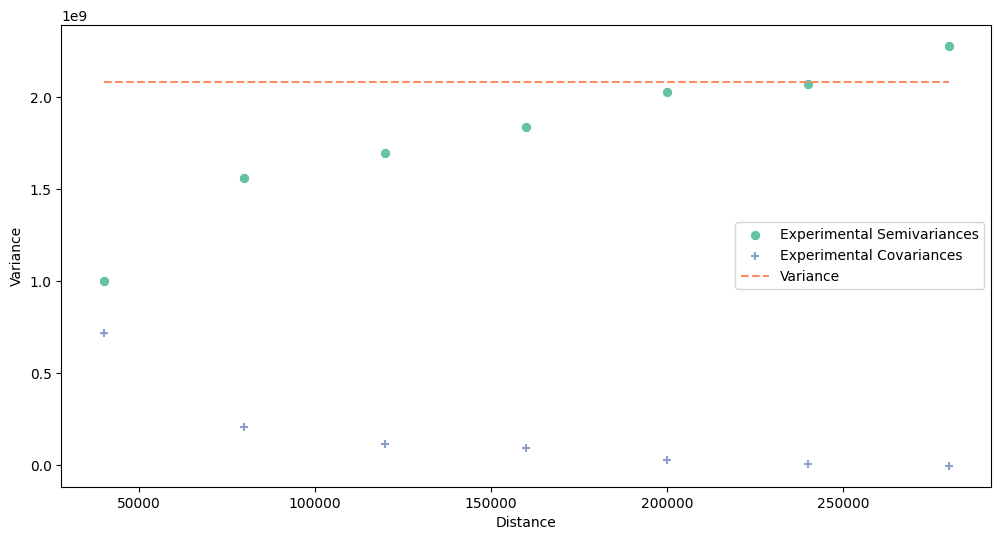 1e9
2.0
1.5
1.0
0.5
0.0
Variance
Experimental Semivariances
Experimental Covariances
Variance
50000
100000
150000
200000
250000
Distance